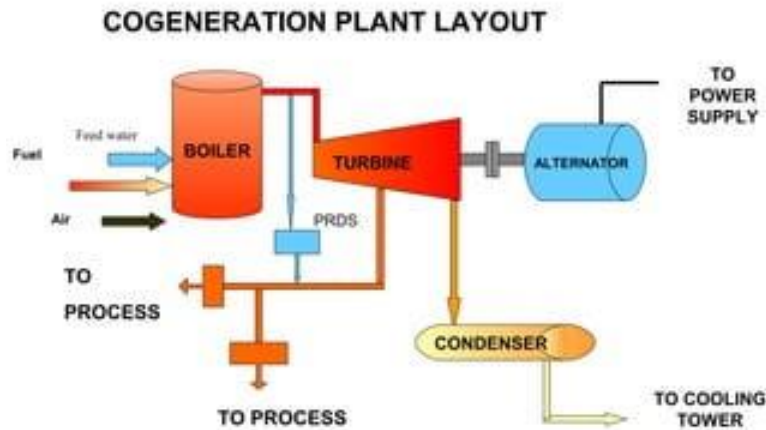 COGENERATION PLANT LAYOUT
TO
POWER
SUPPLY
Feed water
BOILER
Fuel
TURBINE
ALTERNATOR
Air
PRDS
TO
PROCESS
CONDENSER
TO PROCESS
TO COOLING
TOWER